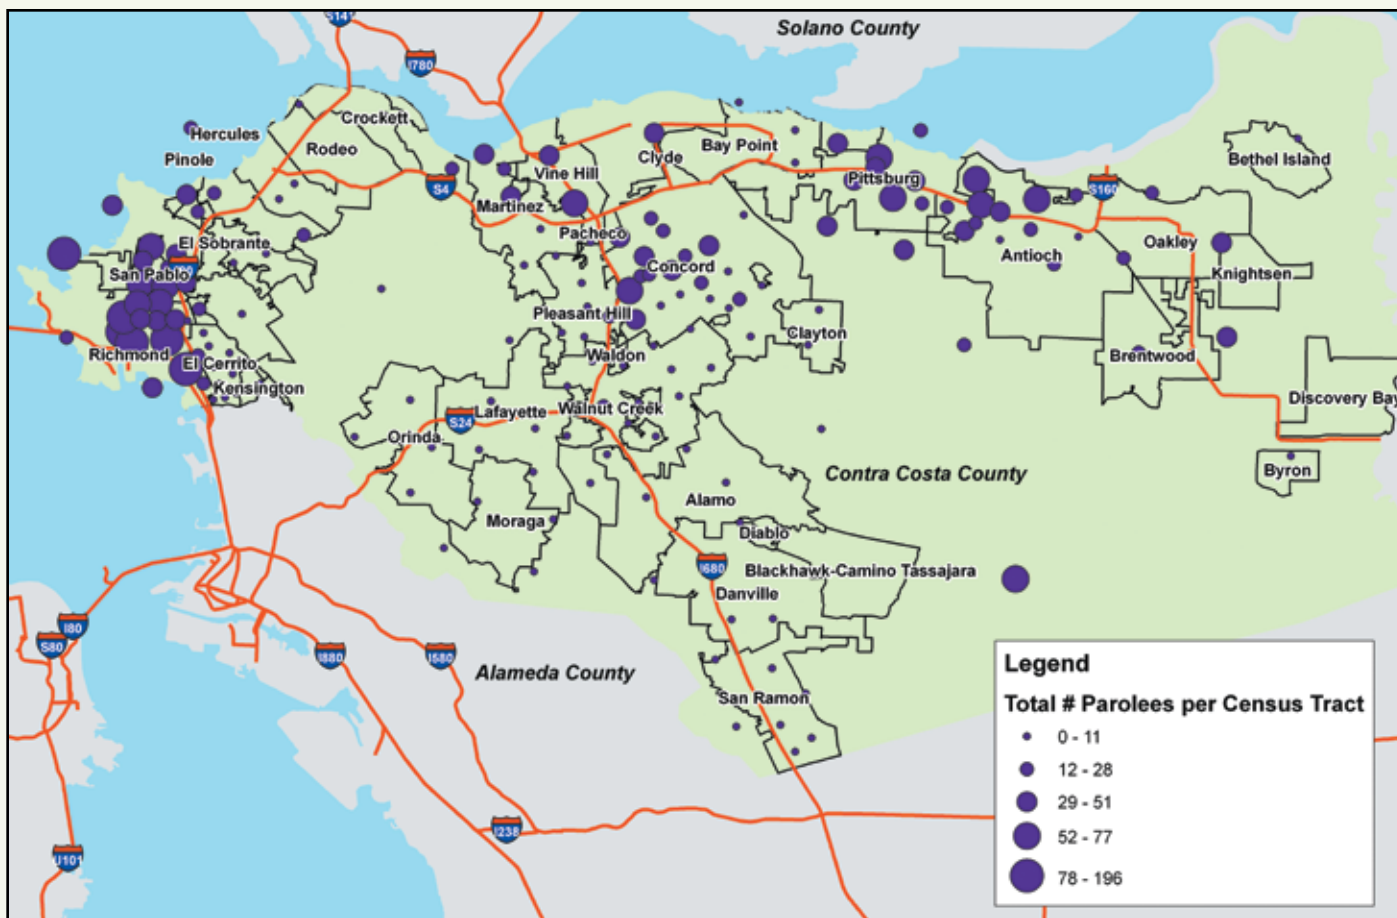 Solano County
S141
I780
Hercules
Crockett
Pinole
Rodeo
S4
Vine Hill
Martinez
Clyde
Bay Point
Pittsburg
S160
Bethel Island
El Sobrante
Pacheco
Antioch
Oakley
San Pablo
Concord
Knightsen
Pleasant Hill
Clayton
Richmond
El Cerrito
Waldon
Brentwood
Kensington
Discovery Bay
Lafayette
Walnut Creek
S24
Orinda
Contra Costa County
Byron
Alamo
Moraga
Diablo
I680
Blackhawk-Camino Tassajara
Danville
I80
S80
I880
I580
Alameda County
San Ramon
I238
U101
Legend
Total # Parolees per Census Tract
0 - 11
12 - 28
29 - 51
52 - 77
78 - 196